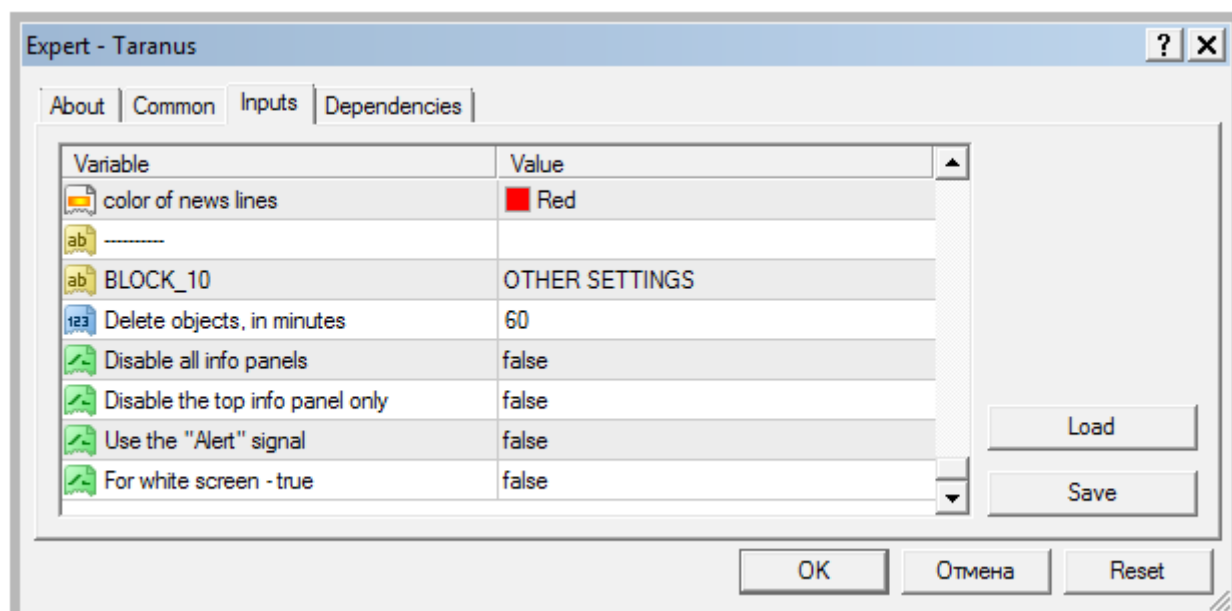 Expert - Taranus
? X
About Common Inputs Dependencies
Variable Value
color of news lines Red
ab ----------
ab BLOCK_10 OTHER SETTINGS
123 Delete objects, in minutes 60
Disable all info panels false
Disable the top info panel only false
Use the "Alert" signal false
For white screen - true false
Load
Save
OK Отмена Reset